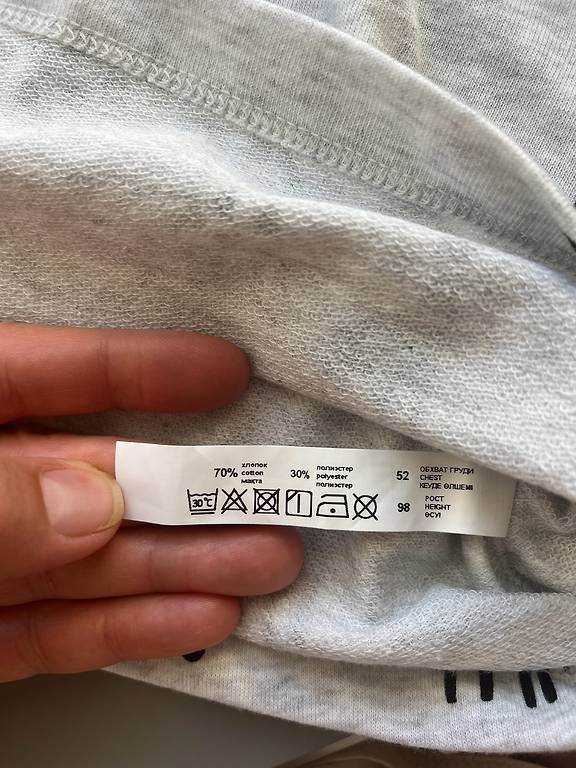 70% хлопок
cotton
мақта
30% полиэстер
polyester
полиэстер
52 ОБХВАТ ГРУДИ
CHEST
КЕУДЕ ӨЛШЕМІ
30°C
98 РОСТ
HEIGHT
ӨСУІ